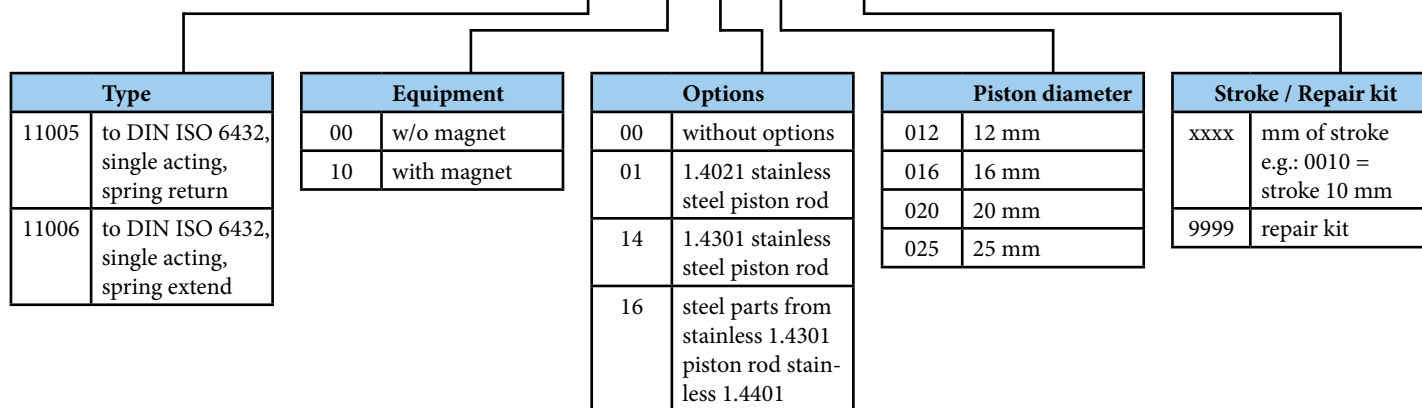 Type
11005 to DIN ISO 6432,
single acting,
spring return
11006 to DIN ISO 6432,
single acting,
spring extend
Equipment
00 w/o magnet
10 with magnet
Options
00 without options
01 1.4021 stainless
steel piston rod
14 1.4301 stainless
steel piston rod
16 steel parts from
stainless 1.4301
piston rod stain-
less 1.4401
Piston diameter
012 12 mm
016 16 mm
020 20 mm
025 25 mm
Stroke / Repair kit
xxxx mm of stroke
e.g.: 0010 =
stroke 10 mm
9999 repair kit